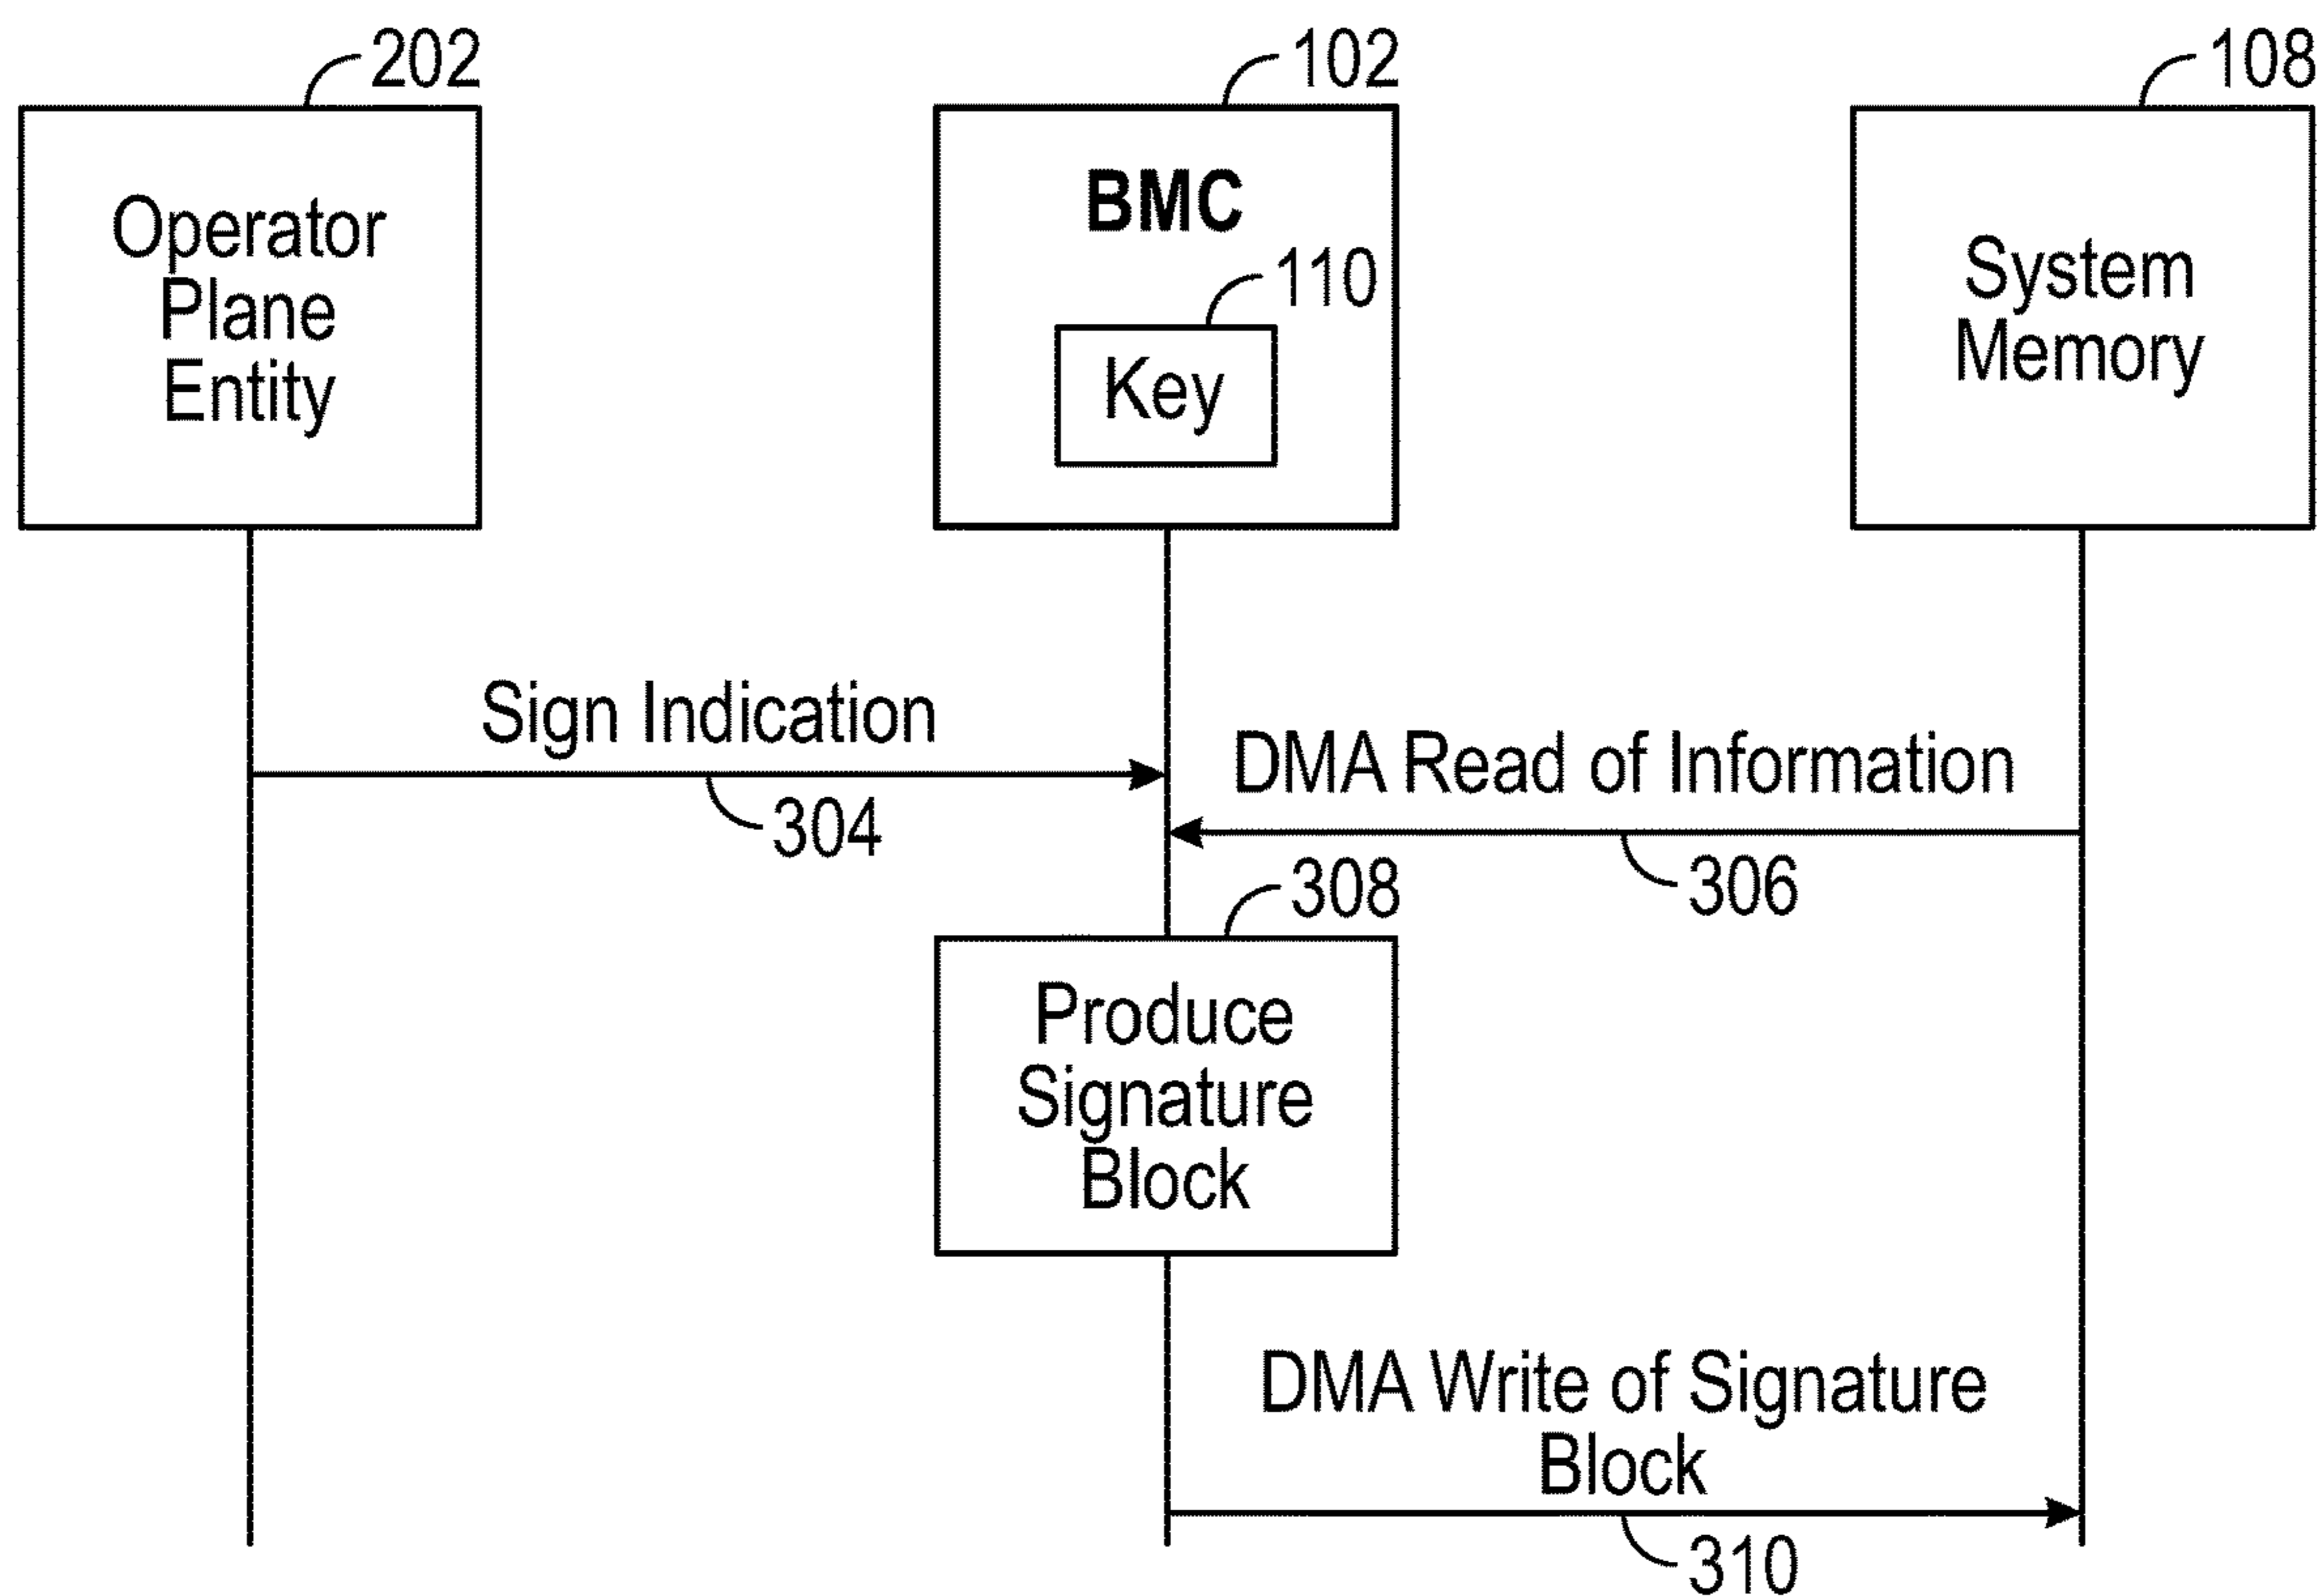 202
102
108
Operator
Plane
Entity
BMC
110
Key
System
Memory
Sign Indication
304
DMA Read of Information
306
308
Produce
Signature
Block
DMA Write of Signature
Block
310